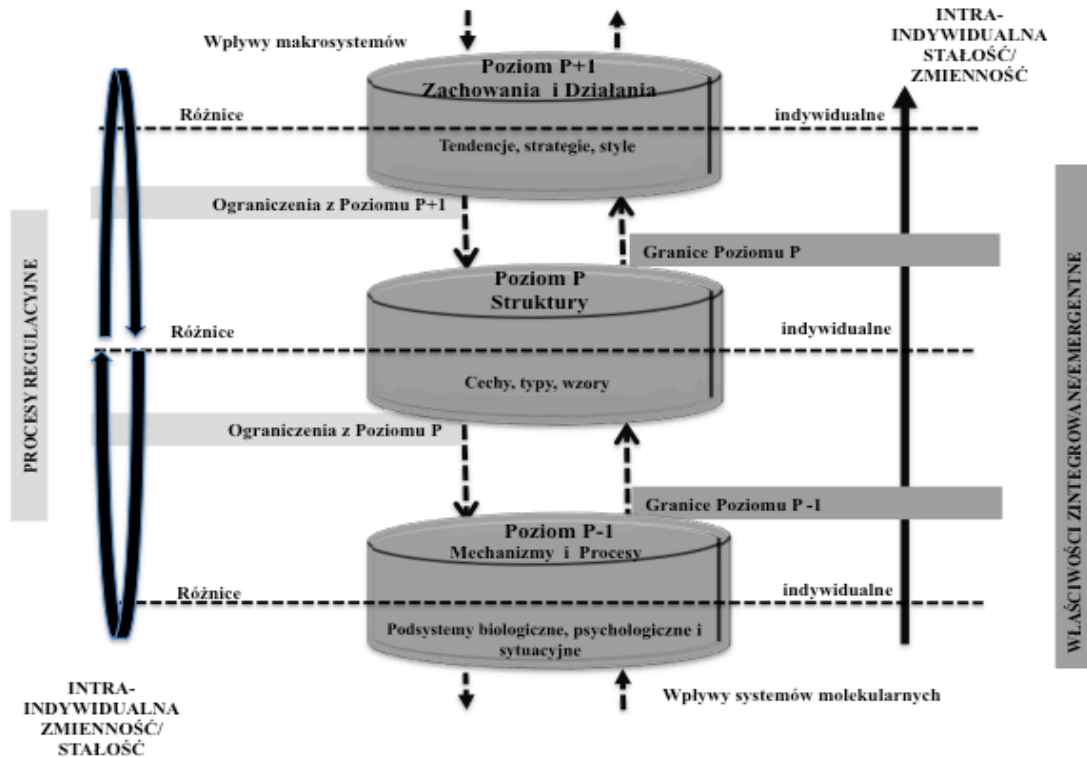 Wpływy makrosystemów
INTRA-
INDYWIDUALNA
STAŁOŚĆ/
ZMIENNOŚĆ
Poziom P+1
Zachowania i Działania
Różnice
indywidualne
Tendencje, strategie, style
Ograniczenia z Poziomu P+1
Granice Poziomu P
Poziom P
Struktury
Różnice
indywidualne
Cechy, typy, wzory
Ograniczenia z Poziomu P
Granice Poziomu P -1
Poziom P-1
Mechanizmy i Procesy
Różnice
indywidualne
Podsystemy biologiczne, psychologiczne i
sytuacyjne
Wpływy systemów molekularnych
INTRA-
INDYWIDUALNA
ZMIENNOŚĆ/
STAŁOŚĆ
PROCESY REGULACYJNE
WŁAŚCIWOŚCI ZINTEGROWANE/EMERGENTNE